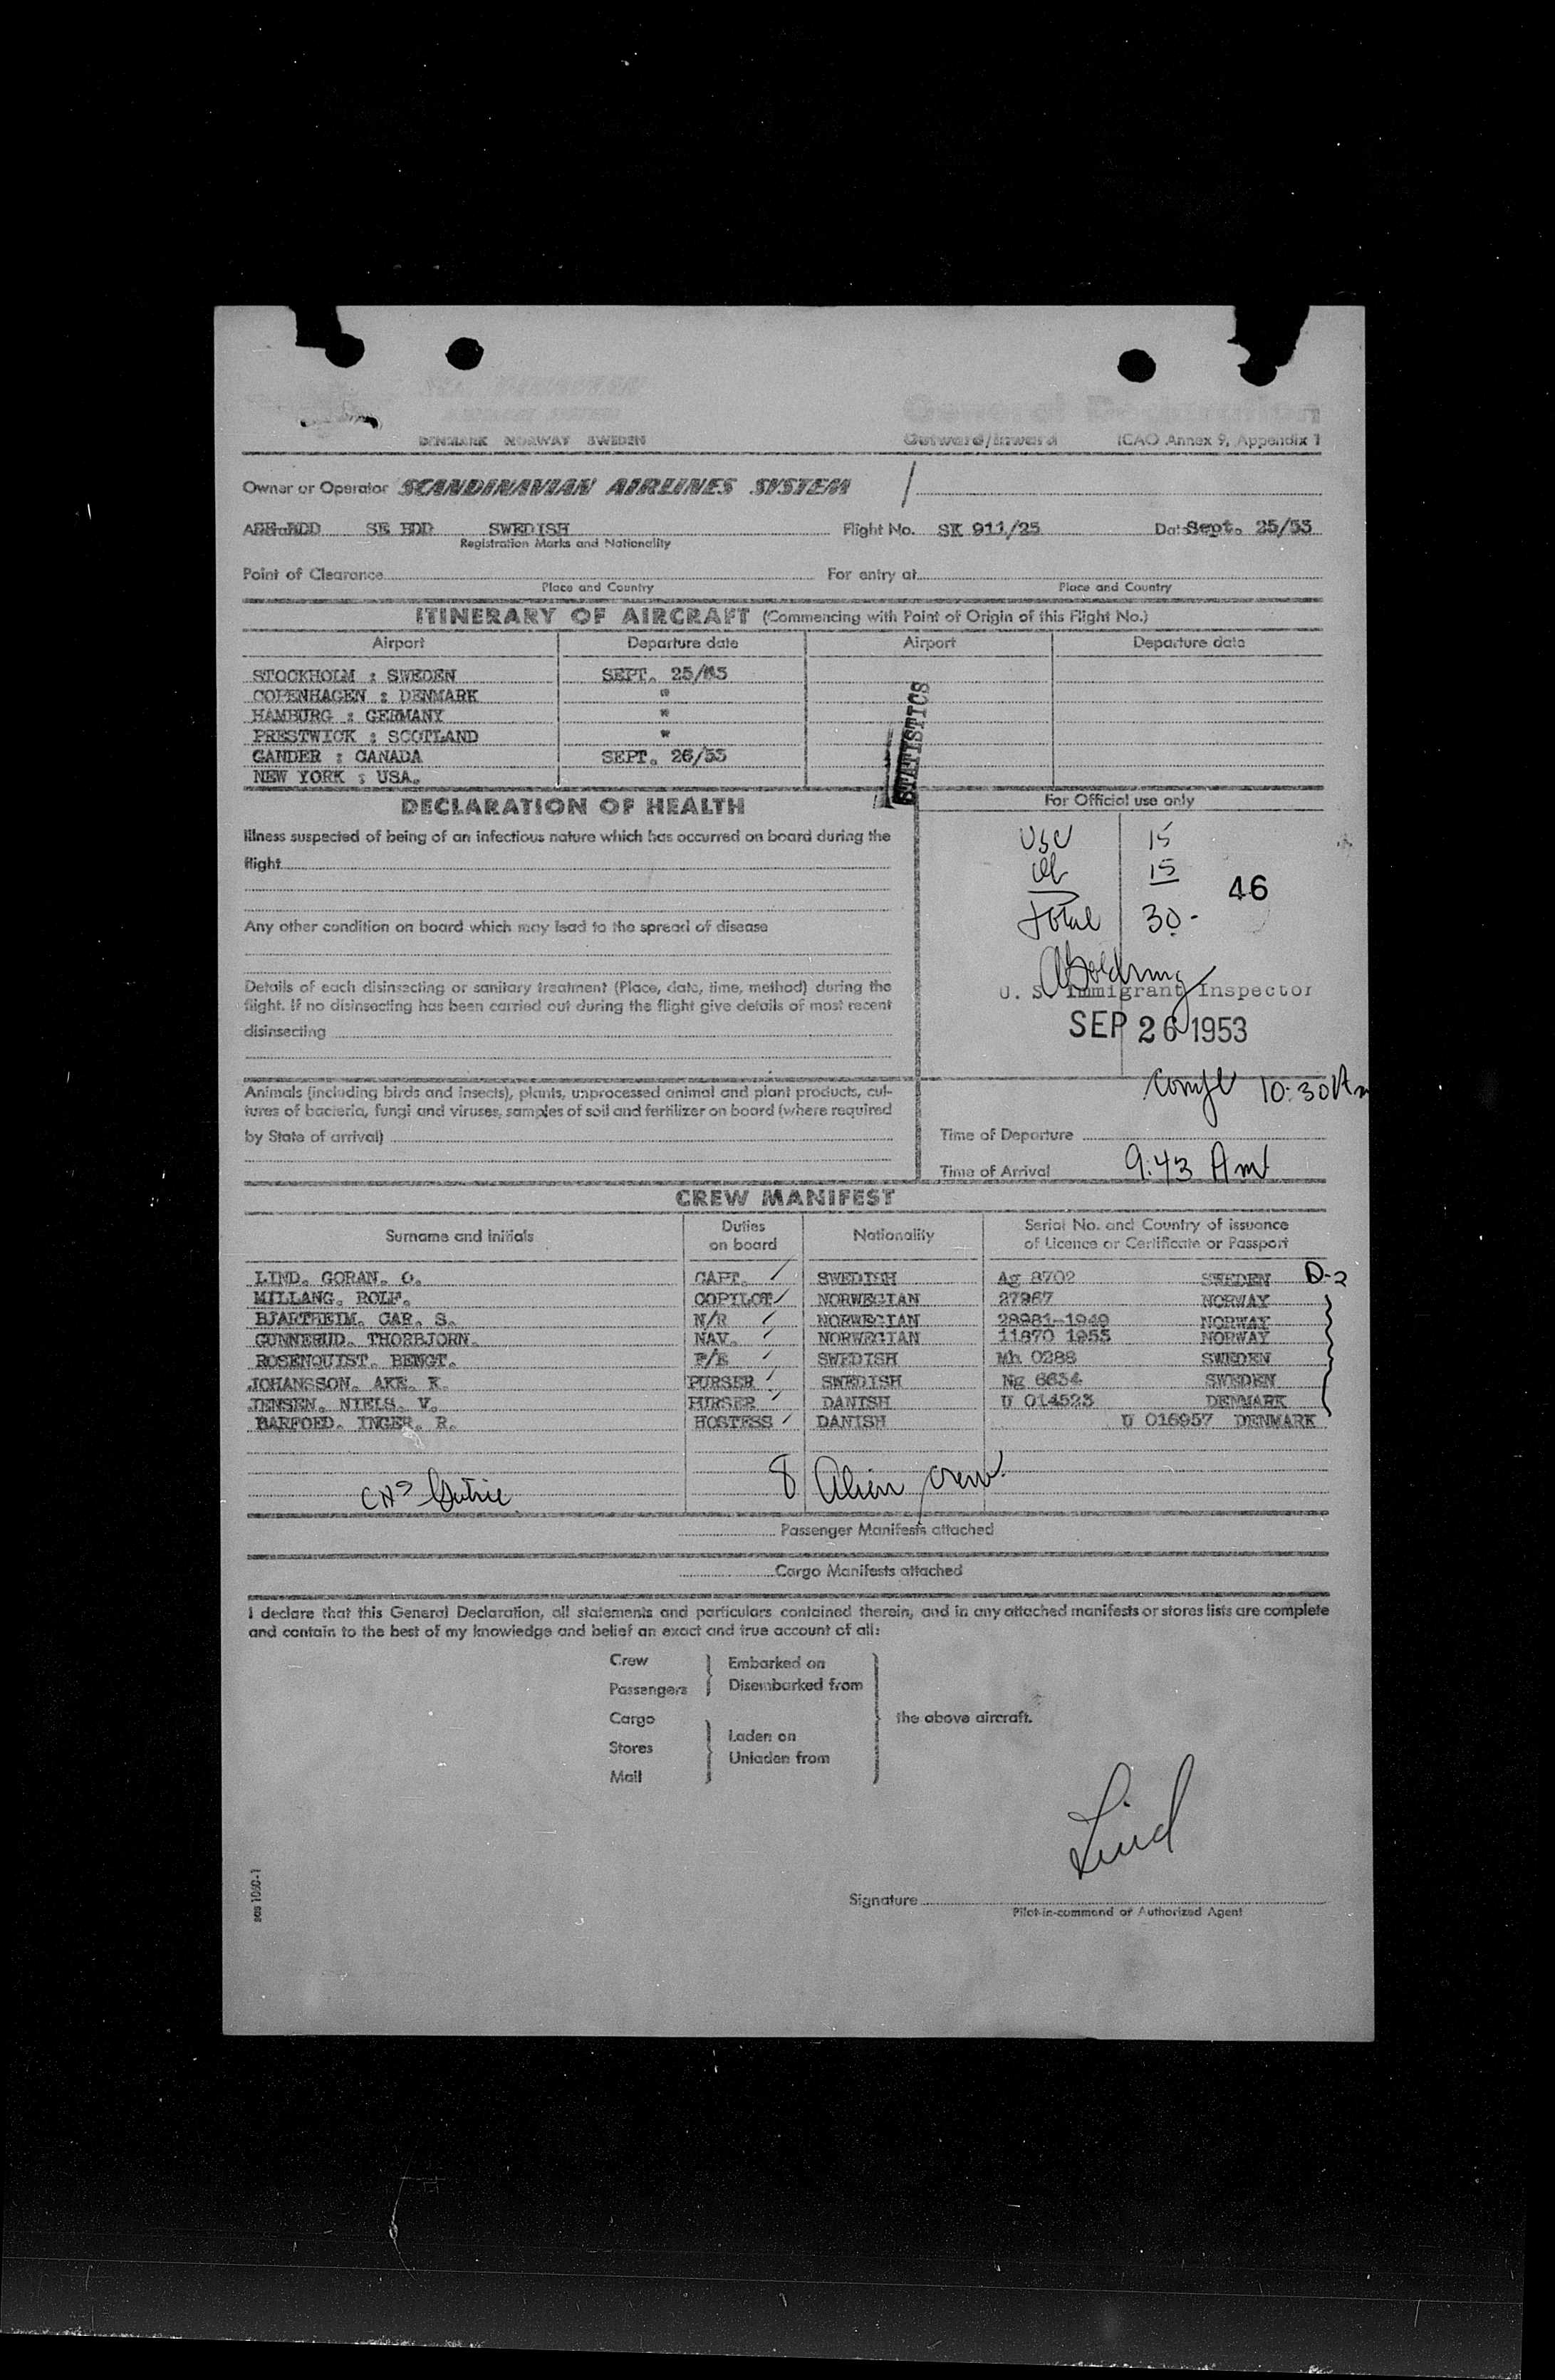 DENMARK NORWAY SWEDEN
General Declaration
Outward/Inward ICAO Annex 9, Appendix 1
Owner or Operator SCANDINAVIAN AIRLINES SYSTEM
SE BDD SWEDISH Flight No. SK 911/25 Date Sept. 25/53
Registration Marks and Nationality
Point of Clearance For entry at
Place and Country Place and Country
ITINERARY OF AIRCRAFT (Commencing with Point of Origin of this Flight No.)
Airport Departure date Airport Departure date
STOCKHOLM : SWEDEN SEPT. 25/53
COPENHAGEN : DENMARK "
HAMBURG : GERMANY "
PRESTWICK : SCOTLAND "
GANDER : CANADA SEPT. 26/53
NEW YORK : USA.
STATISTICS
DECLARATION OF HEALTH
Illness suspected of being of an infectious nature which has occurred on board during the
flight
Any other condition on board which may lead to the spread of disease
Details of each disinsecting or sanitary treatment (Place, date, time, method) during the
flight. If no disinsecting has been carried out during the flight give details of most recent
disinsecting
Animals (including birds and insects), plants, unprocessed animal and plant products, cul-
tures of bacteria, fungi and viruses, samples of soil and fertilizer on board (where required
by State of arrival)
For Official use only
USC 15
15
46
Total 30-
U. S. Immigrant Inspector
SEP 26 1953
Compl 10:30 Am
Time of Departure
Time of Arrival 9:43 Am
CREW MANIFEST
Surname and initials Duties on board Nationality Serial No. and Country of issuance of Licence or Certificate or Passport
LIND. GORAN. O. CAPT. SWEDISH Ag 8702 SWEDEN D-2
MILLANG. ROLF. COPILOT NORWEGIAN 27967 NORWAY
BJARTHEIM. CAR. S. N/R NORWEGIAN 28981-1949 NORWAY
GUNNERUD. THORBJORN. NAV. NORWEGIAN 11870 1953 NORWAY
ROSENQUIST. BENGT. F/E SWEDISH Mh 0288 SWEDEN
JOHANSSON. AKE. K. PURSER SWEDISH Ng 6634 SWEDEN
JENSEN. NIELS. V. PURSER DANISH U 014523 DENMARK
BARFOED. INGER. R. HOSTESS DANISH U 016957 DENMARK
8 Alien crew
Passenger Manifests attached
Cargo Manifests attached
I declare that this General Declaration, all statements and particulars contained therein, and in any attached manifests or stores lists are complete
and contain to the best of my knowledge and belief an exact and true account of all:
Crew Embarked on
Passengers Disembarked from
Cargo the above aircraft.
Laden on
Stores
Unladen from
Mail
Lind
Signature
Pilot-in-command or Authorized Agent
sas 1060-1